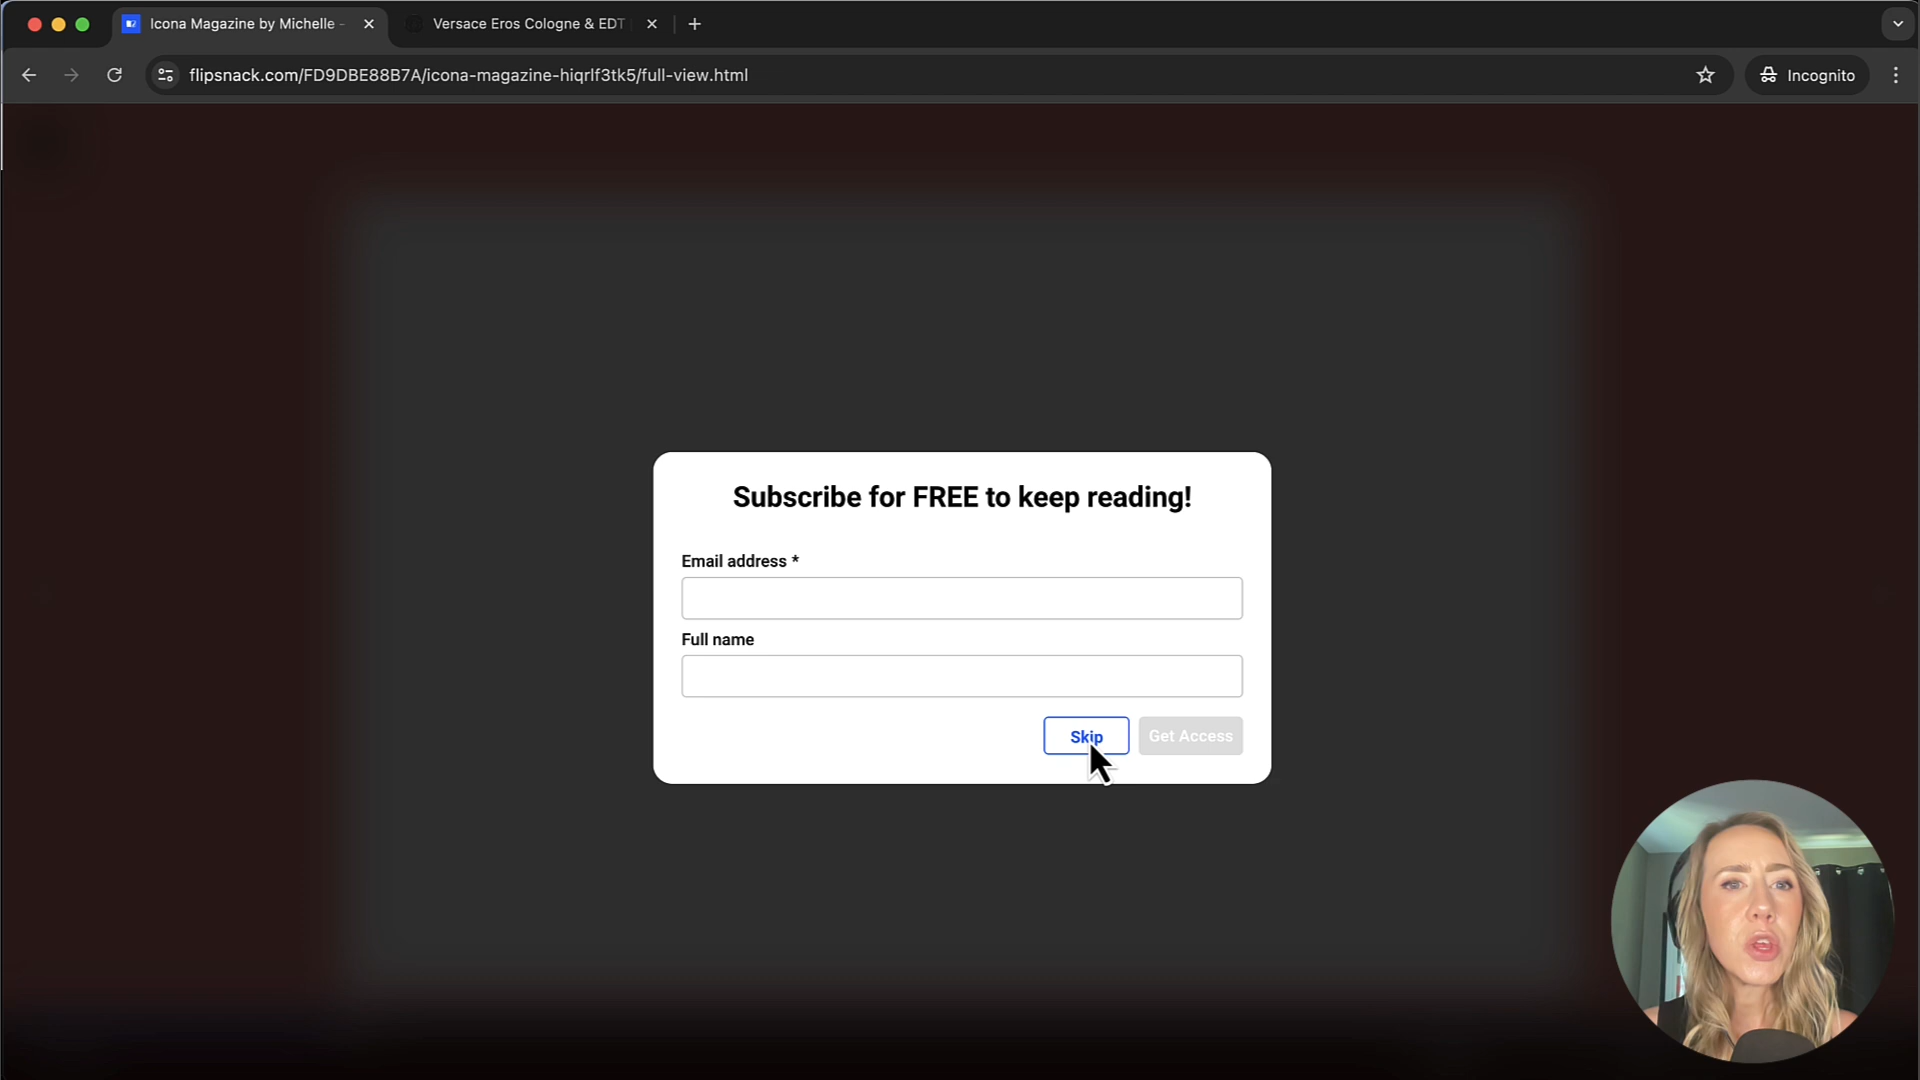 Icona Magazine by Michelle -
Versace Eros Cologne & EDT
flipsnack.com/FD9DBE88B7A/icona-magazine-hiqrlf3tk5/full-view.html
Incognito
Subscribe for FREE to keep reading!
Email address *
Full name
Skip
Get Access